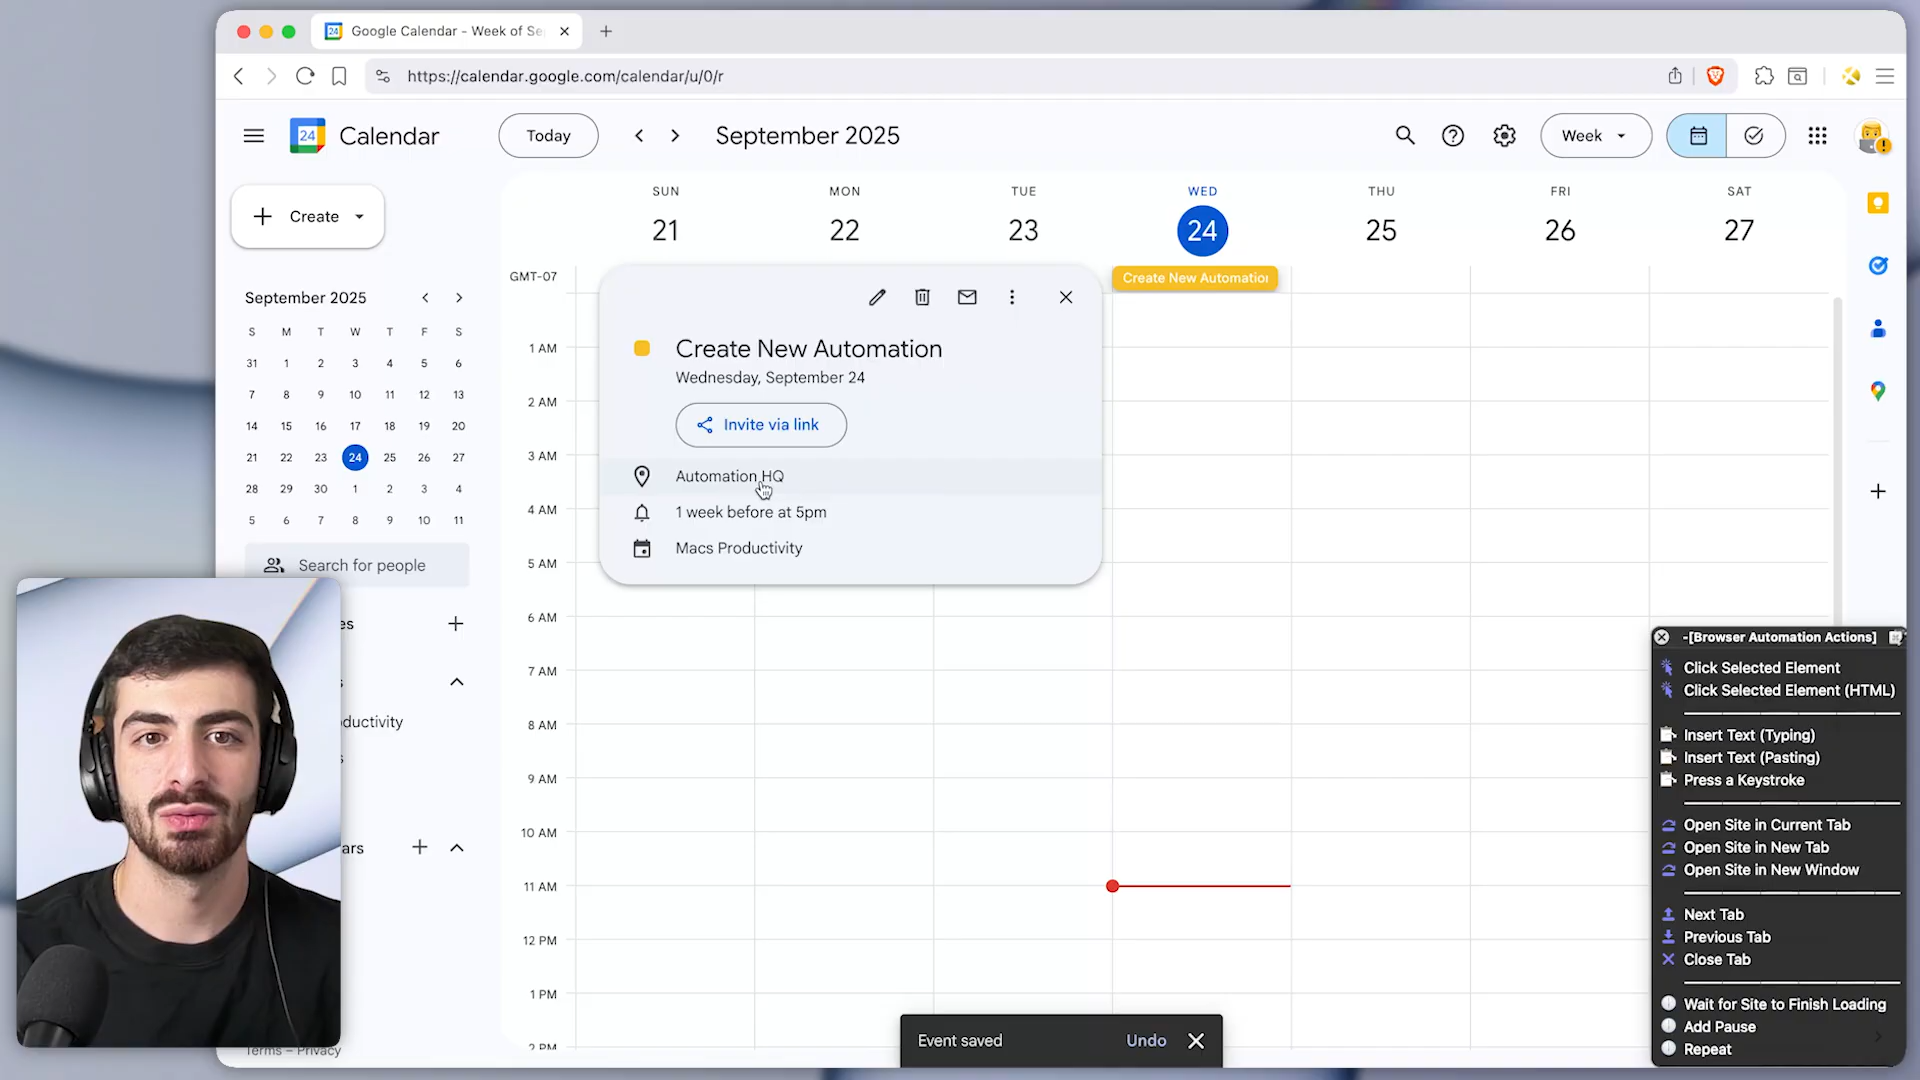 24
Google Calendar - Week of Se
https://calendar.google.com/calendar/u/0/r
24
Calendar
Today
September 2025
Week
Create
SUN
MON
TUE
WED
THU
FRI
SAT
21
22
23
24
25
26
27
GMT-07
Create New Automation
September 2025
S M T W T F S
31 1 2 3 4 5 6
7 8 9 10 11 12 13
14 15 16 17 18 19 20
21 22 23 24 25 26 27
28 29 30 1 2 3 4
5 6 7 8 9 10 11
Search for people
es
s
ductivity
s
ars
Terms – Privacy
Create New Automation
Wednesday, September 24
Invite via link
Automation HQ
1 week before at 5pm
Macs Productivity
1 AM
2 AM
3 AM
4 AM
5 AM
6 AM
7 AM
8 AM
9 AM
10 AM
11 AM
12 PM
1 PM
2 PM
Event saved
Undo
-[Browser Automation Actions]
Click Selected Element
Click Selected Element (HTML)
Insert Text (Typing)
Insert Text (Pasting)
Press a Keystroke
Open Site in Current Tab
Open Site in New Tab
Open Site in New Window
Next Tab
Previous Tab
Close Tab
Wait for Site to Finish Loading
Add Pause
Repeat